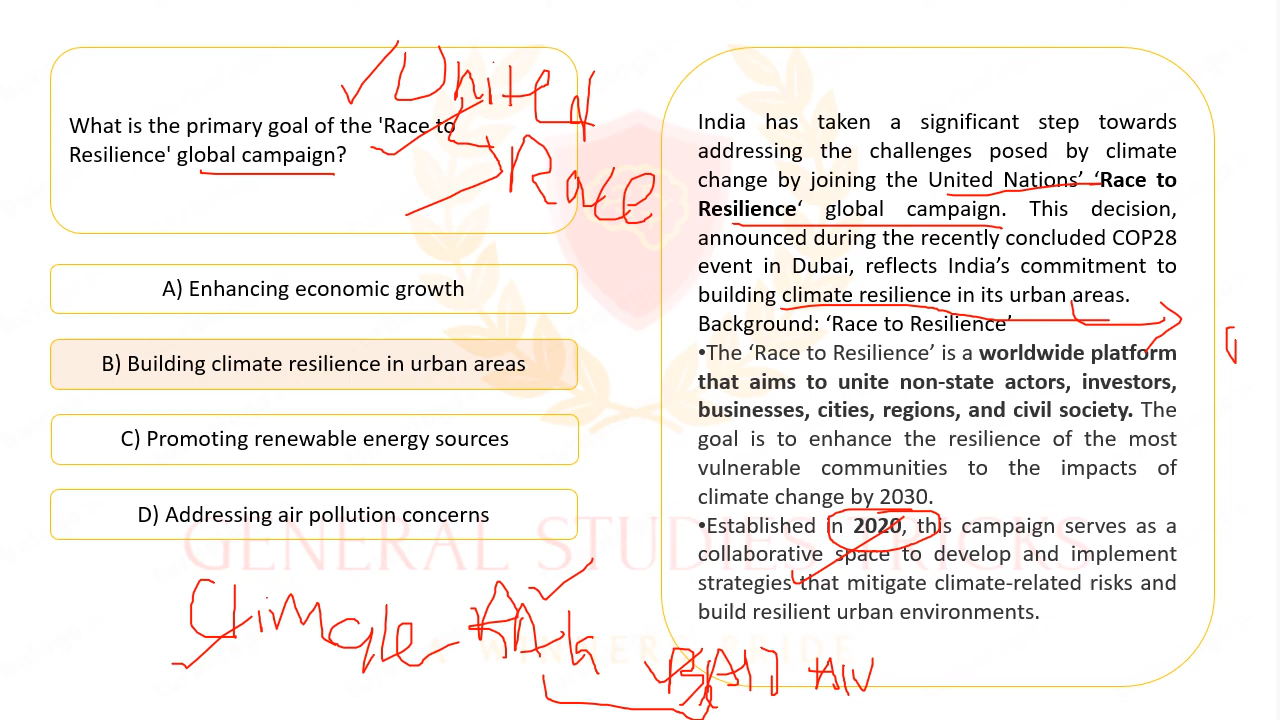 What is the primary goal of the 'Race to
Resilience' global campaign?
United
Race
A) Enhancing economic growth
B) Building climate resilience in urban areas
C) Promoting renewable energy sources
D) Addressing air pollution concerns
India has taken a significant step towards
addressing the challenges posed by climate
change by joining the United Nations’ ‘Race to
Resilience‘ global campaign. This decision,
announced during the recently concluded COP28
event in Dubai, reflects India’s commitment to
building climate resilience in its urban areas.
Background: ‘Race to Resilience’
•The ‘Race to Resilience’ is a worldwide platform
that aims to unite non-state actors, investors,
businesses, cities, regions, and civil society. The
goal is to enhance the resilience of the most
vulnerable communities to the impacts of
climate change by 2030.
•Established in 2020, this campaign serves as a
collaborative space to develop and implement
strategies that mitigate climate-related risks and
build resilient urban environments.
GENERAL STUDIES TRICKS